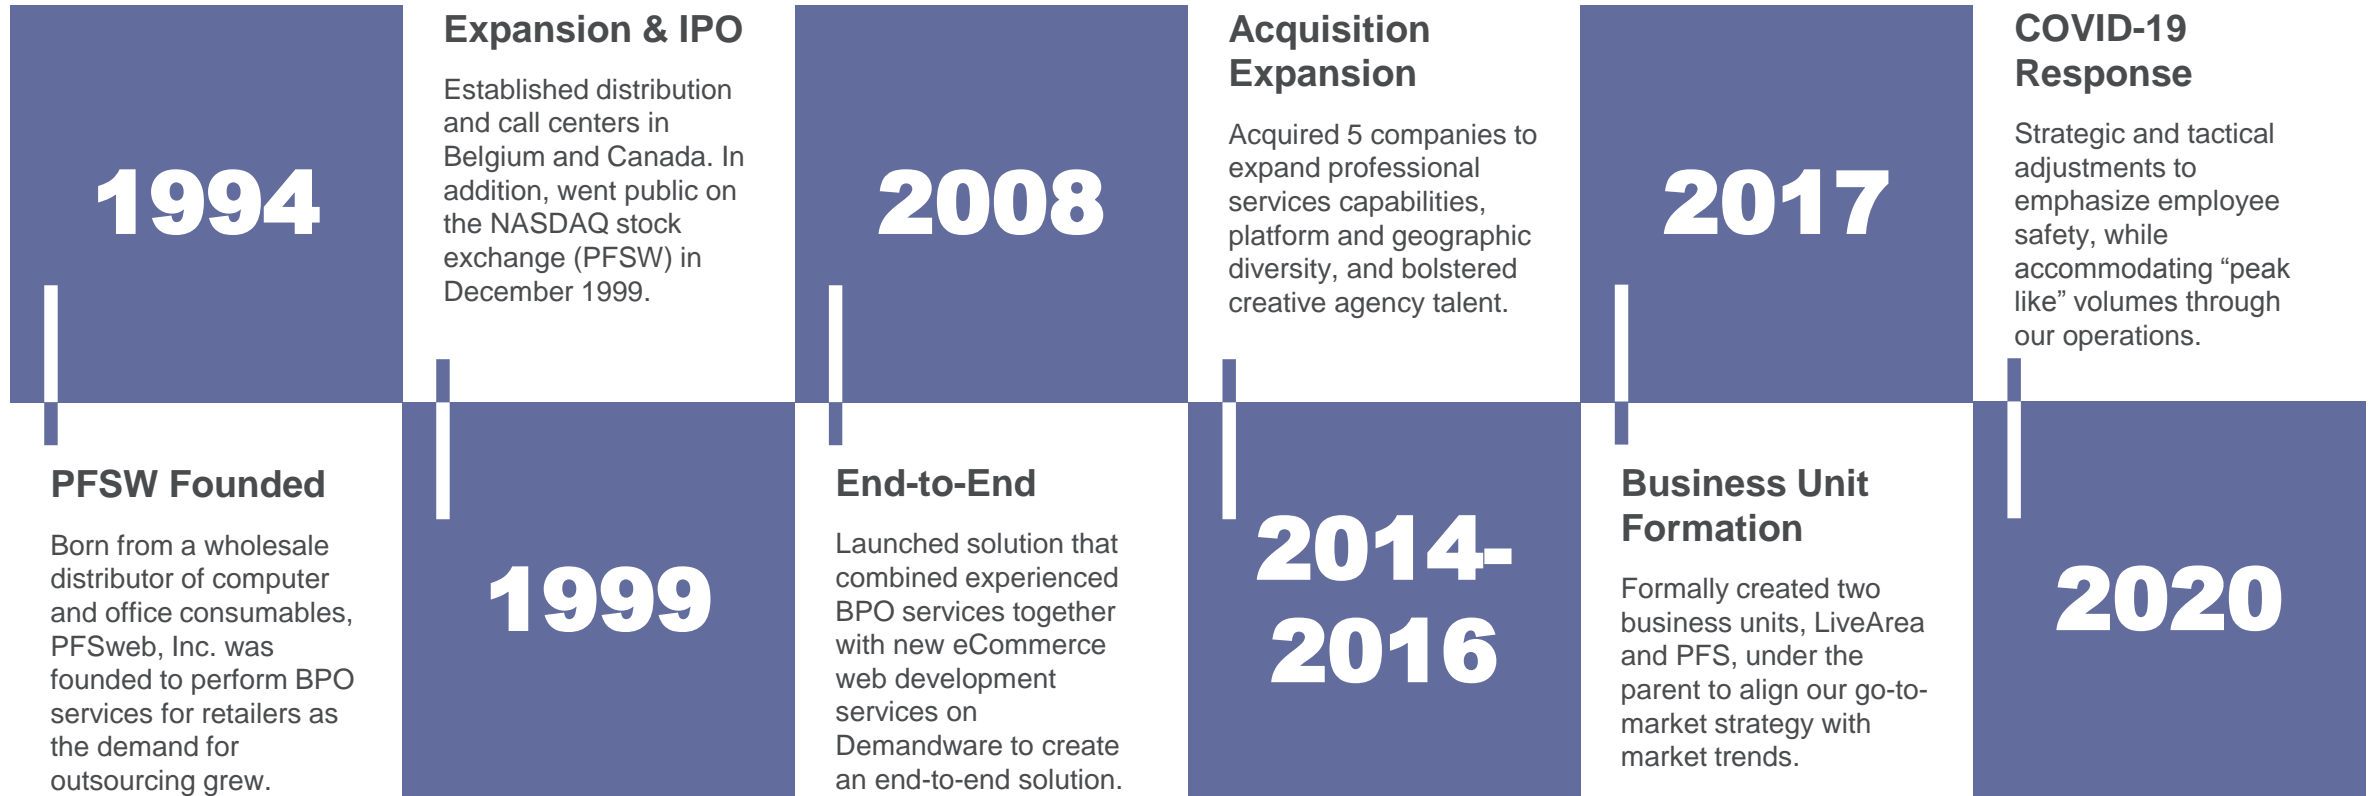 1994
PFSW Founded
Born from a wholesale
distributor of computer
and office consumables,
PFSweb, Inc. was
founded to perform BPO
services for retailers as
the demand for
outsourcing grew.
Expansion & IPO
Established distribution
and call centers in
Belgium and Canada. In
addition, went public on
the NASDAQ stock
exchange (PFSW) in
December 1999.
1999
2008
End-to-End
Launched solution that
combined experienced
BPO services together
with new eCommerce
web development
services on
Demandware to create
an end-to-end solution.
Acquisition
Expansion
Acquired 5 companies to
expand professional
services capabilities,
platform and geographic
diversity, and bolstered
creative agency talent.
2014-
2016
2017
Business Unit
Formation
Formally created two
business units, LiveArea
and PFS, under the
parent to align our go-to-
market strategy with
market trends.
COVID-19
Response
Strategic and tactical
adjustments to
emphasize employee
safety, while
accommodating “peak
like” volumes through
our operations.
2020